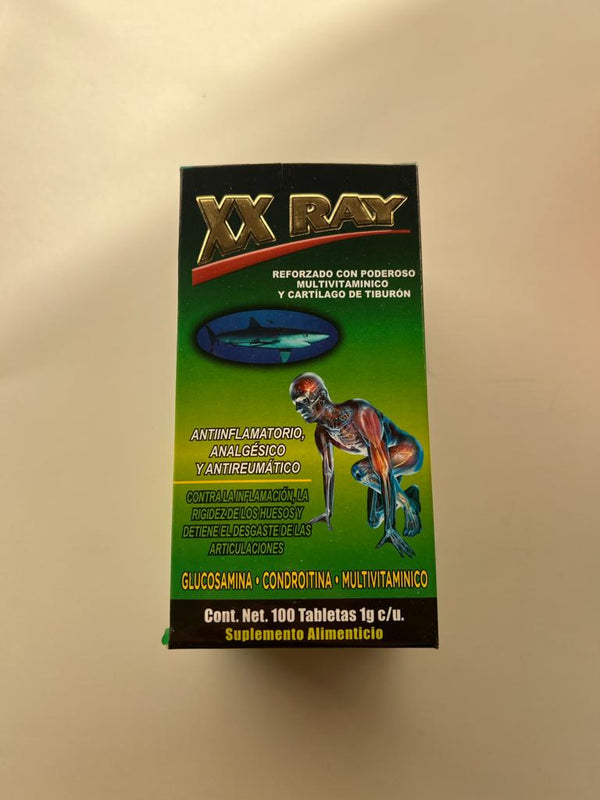 XX RAY
REFORZADO CON PODEROSO
MULTIVITAMINICO
Y CARTÍLAGO DE TIBURÓN
ANTIINFLAMATORIO,
ANALGÉSICO
Y ANTIREUMÁTICO
CONTRA LA INFLAMACIÓN, LA
RIGIDEZ DE LOS HUESOS Y
DETIENE EL DESGASTE DE LAS
ARTICULACIONES
GLUCOSAMINA • CONDROITINA • MULTIVITAMINICO
Cont. Net. 100 Tabletas 1g c/u.
Suplemento Alimenticio